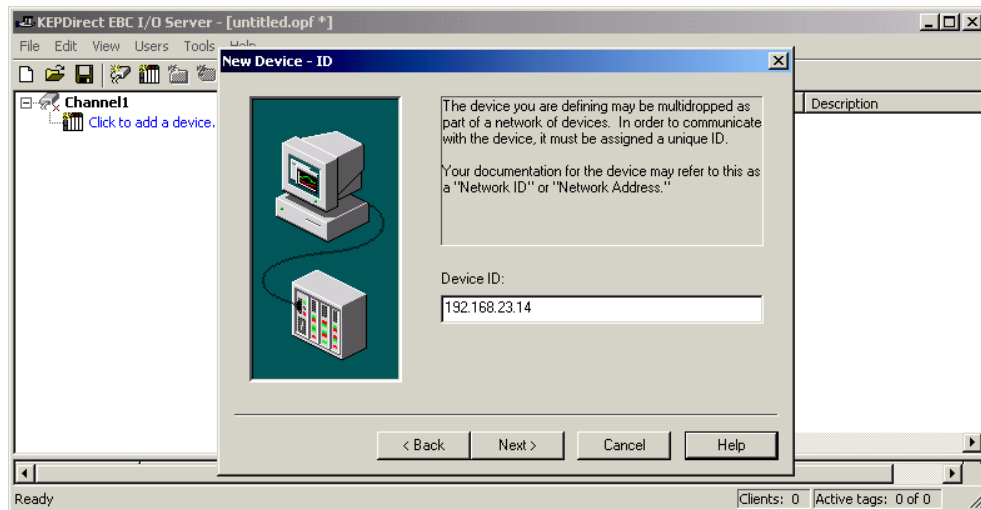 KEPDirect EBC I/O Server - [untitled.opf *]
File Edit View Users Tools Help
New Device - ID
Channel1
Click to add a device.
Description
The device you are defining may be multidropped as
part of a network of devices. In order to communicate
with the device, it must be assigned a unique ID.
Your documentation for the device may refer to this as
a "Network ID" or "Network Address."
Device ID:
192.168.23.14
< Back Next > Cancel Help
Ready Clients: 0 Active tags: 0 of 0